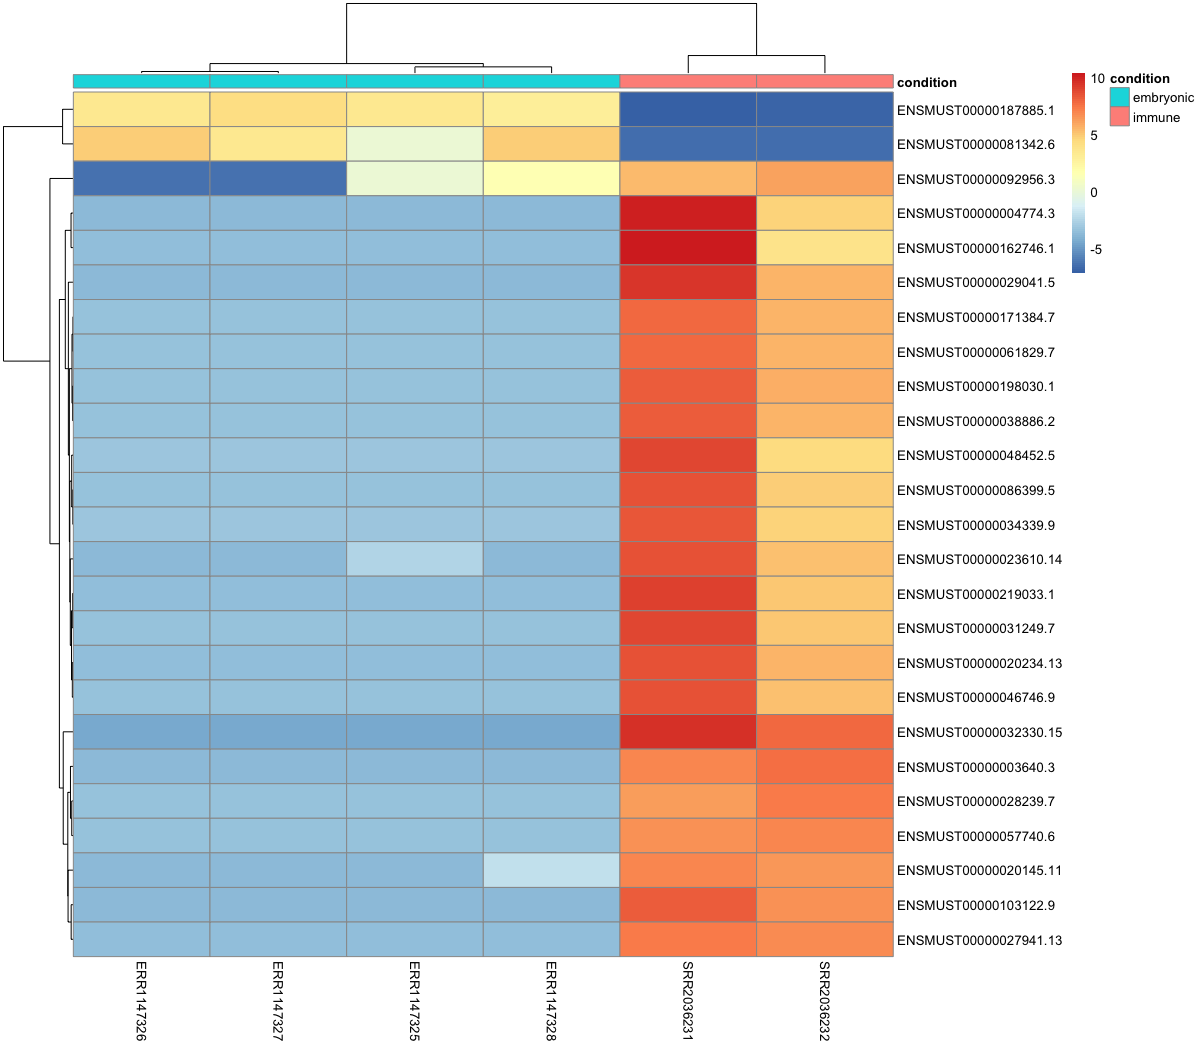 condition
10 condition
embryonic
immune
5
0
-5
ENSMUST00000187885.1
ENSMUST00000081342.6
ENSMUST00000092956.3
ENSMUST00000004774.3
ENSMUST00000162746.1
ENSMUST00000029041.5
ENSMUST00000171384.7
ENSMUST00000061829.7
ENSMUST00000198030.1
ENSMUST00000038886.2
ENSMUST00000048452.5
ENSMUST00000086399.5
ENSMUST00000034339.9
ENSMUST00000023610.14
ENSMUST00000219033.1
ENSMUST00000031249.7
ENSMUST00000020234.13
ENSMUST00000046746.9
ENSMUST00000032330.15
ENSMUST00000003640.3
ENSMUST00000028239.7
ENSMUST00000057740.6
ENSMUST00000020145.11
ENSMUST00000103122.9
ENSMUST00000027941.13
ERR1147326
ERR1147327
ERR1147325
ERR1147328
SRR2036231
SRR2036232